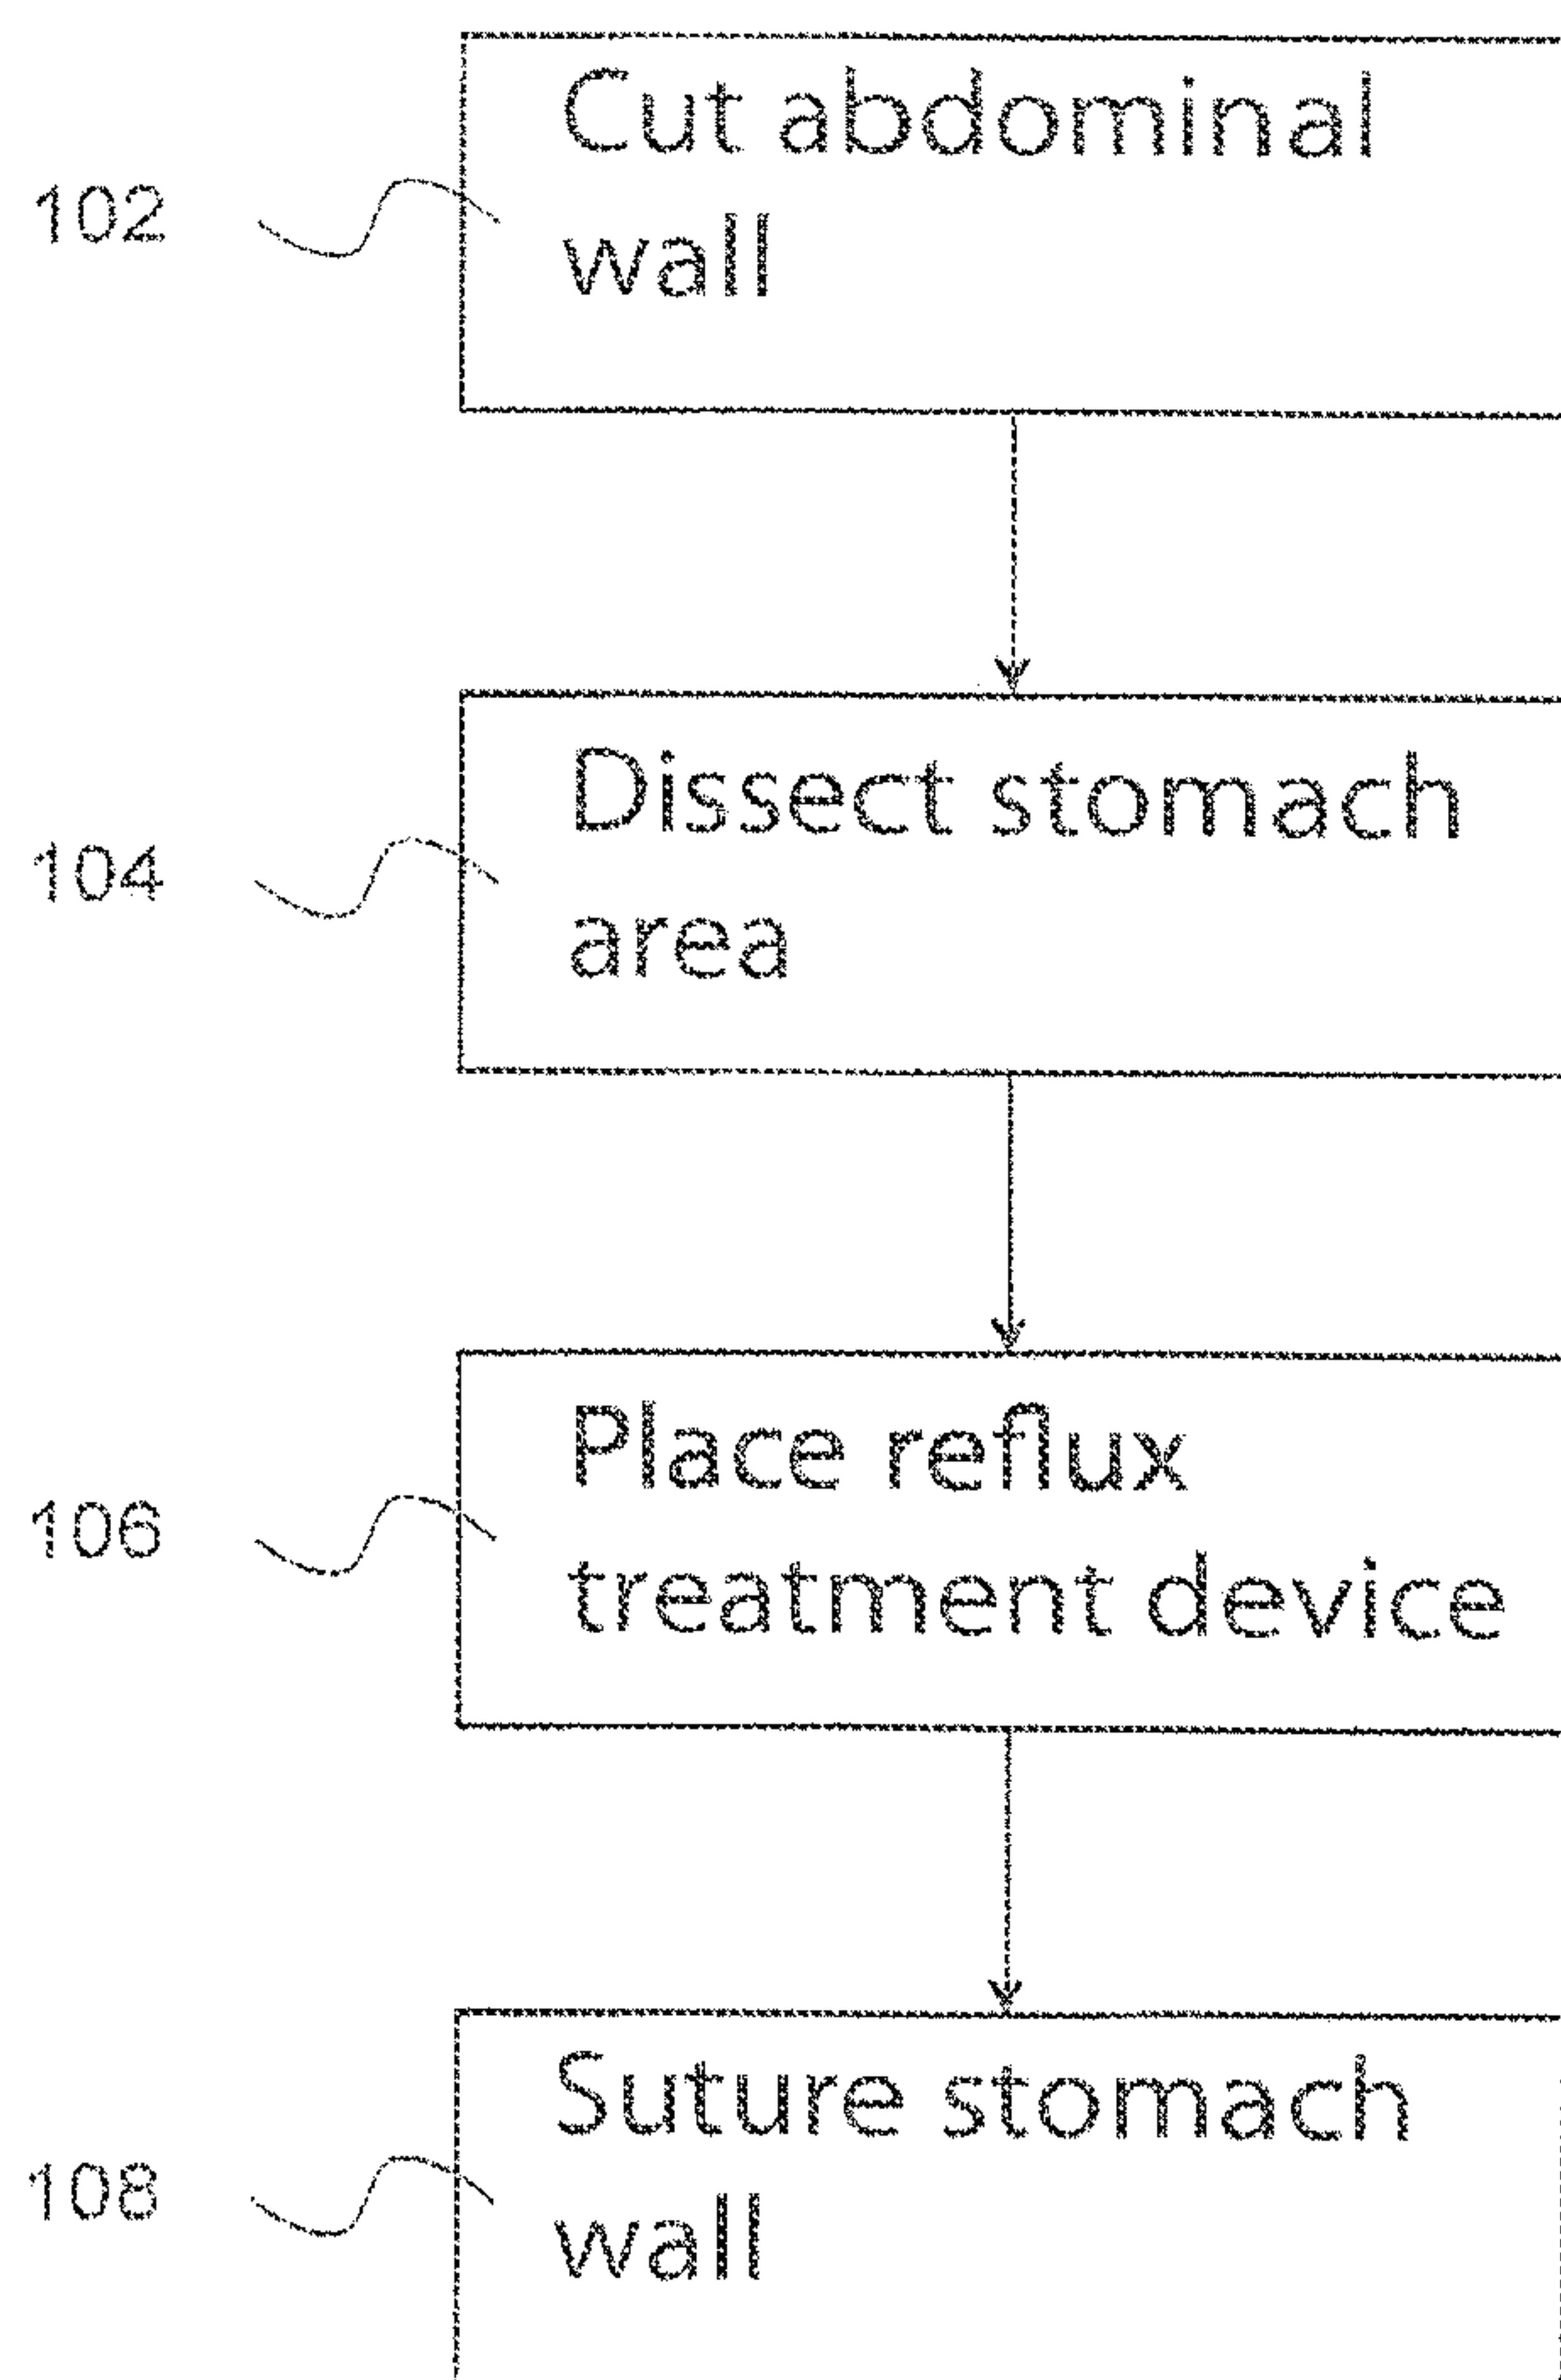 Cut abdominal
102
wall
Dissect stomach
104
area
Place reflux
106
treatment device
Suture stomach
108
wall